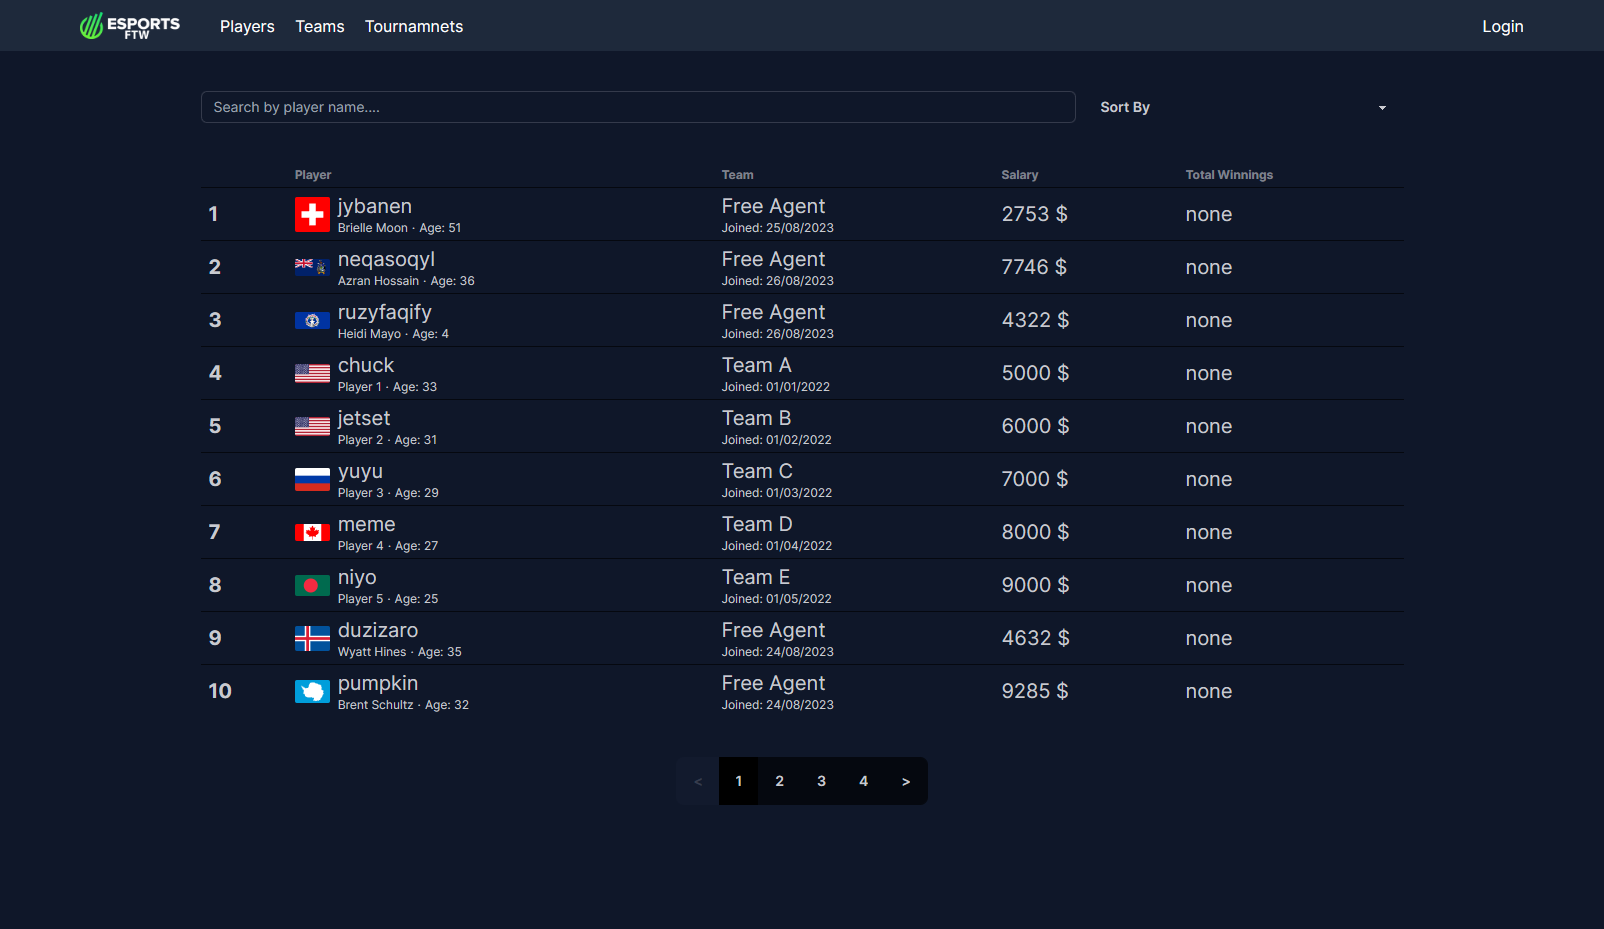 ESPORTS
FTW
Players Teams Tournamnets Login
Search by player name.... Sort By
Player Team Salary Total Winnings
1 jybanen Free Agent 2753 $ none
Brielle Moon · Age: 51 Joined: 25/08/2023
2 neqasoqyl Free Agent 7746 $ none
Azran Hossain · Age: 36 Joined: 26/08/2023
3 ruzyfaqify Free Agent 4322 $ none
Heidi Mayo · Age: 4 Joined: 26/08/2023
4 chuck Team A 5000 $ none
Player 1 · Age: 33 Joined: 01/01/2022
5 jetset Team B 6000 $ none
Player 2 · Age: 31 Joined: 01/02/2022
6 yuyu Team C 7000 $ none
Player 3 · Age: 29 Joined: 01/03/2022
7 meme Team D 8000 $ none
Player 4 · Age: 27 Joined: 01/04/2022
8 niyo Team E 9000 $ none
Player 5 · Age: 25 Joined: 01/05/2022
9 duzizaro Free Agent 4632 $ none
Wyatt Hines · Age: 35 Joined: 24/08/2023
10 pumpkin Free Agent 9285 $ none
Brent Schultz · Age: 32 Joined: 24/08/2023
< 1 2 3 4 >